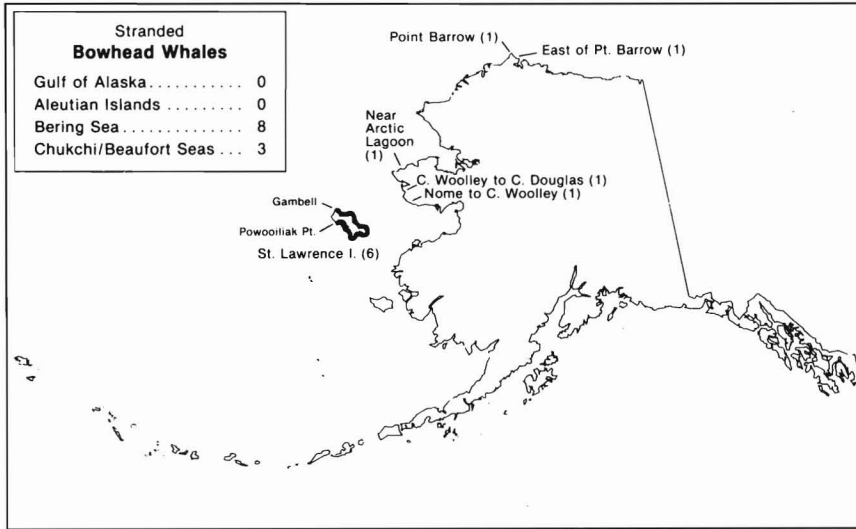 Stranded
Bowhead Whales
Gulf of Alaska........... 0
Aleutian Islands ......... 0
Bering Sea............... 8
Chukchi/Beaufort Seas ... 3
Point Barrow (1)
East of Pt. Barrow (1)
Near
Arctic
Lagoon
(1)
C. Woolley to C. Douglas (1)
Nome to C. Woolley (1)
Gambell
Powooiliak Pt.
St. Lawrence I. (6)